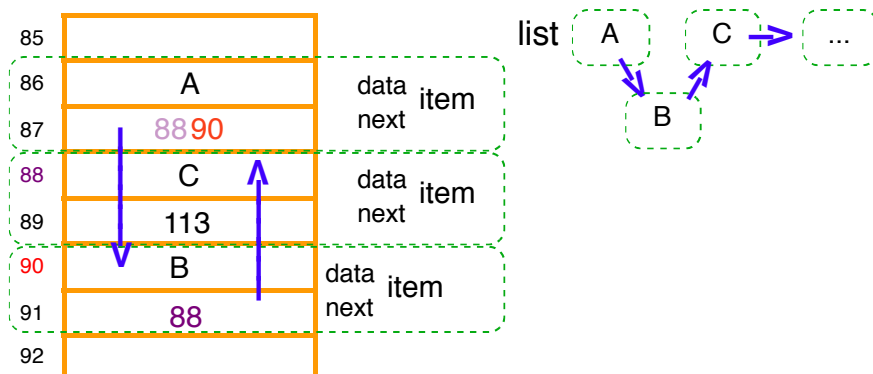 85
86 A data item
87 88 90 next
88 C data item
89 113 next
90 B data item
91 88 next
92
list A C ...
B